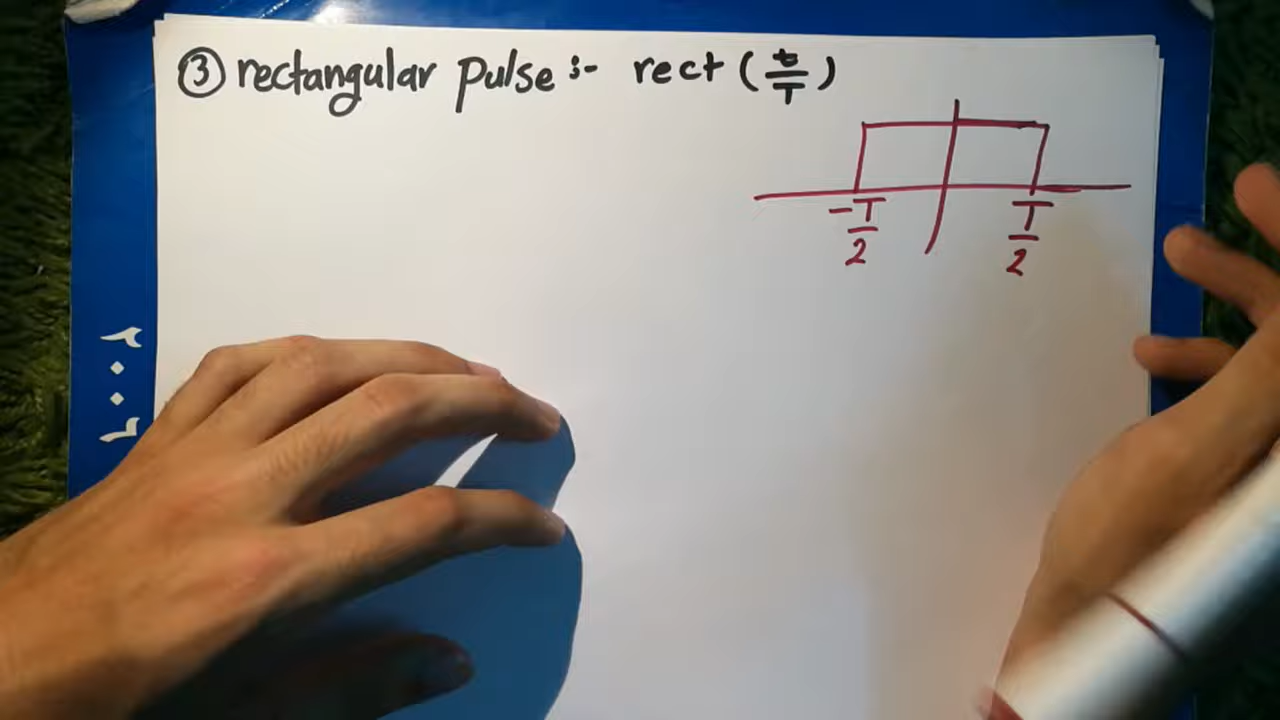 ③ rectangular pulse :- rect (t/T)
-T/2 T/2